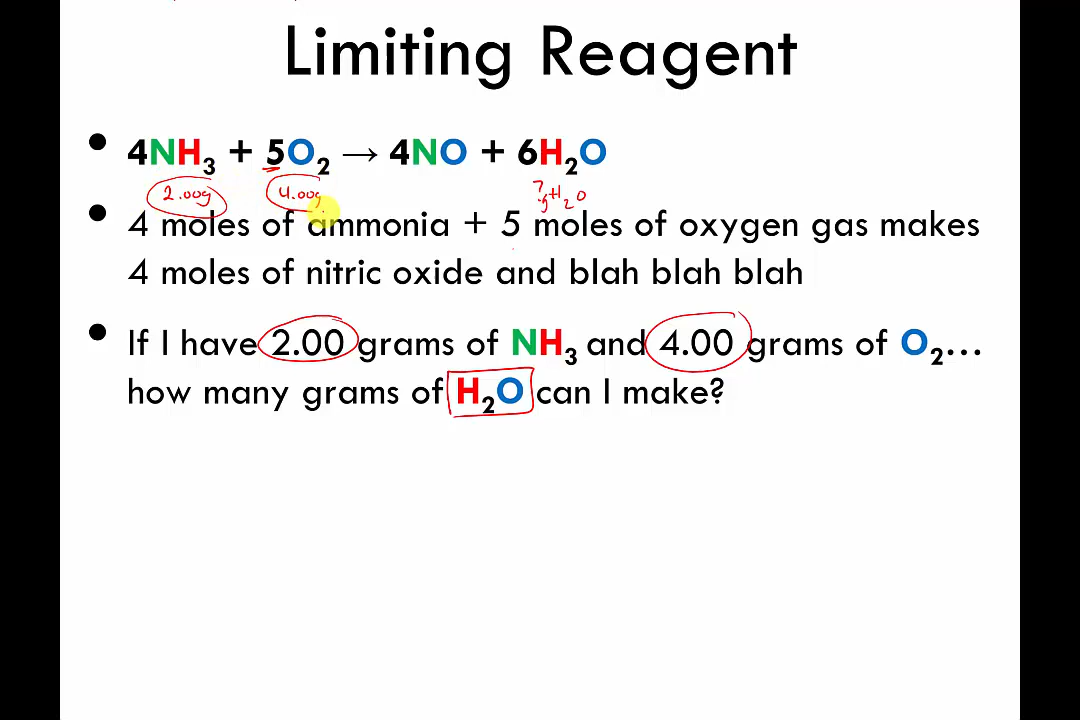 Limiting Reagent
• 4NH₃ + 5O₂ → 4NO + 6H₂O
2.00g 4.00g ? g H₂O
• 4 moles of ammonia + 5 moles of oxygen gas makes
4 moles of nitric oxide and blah blah blah
• If I have 2.00 grams of NH₃ and 4.00 grams of O₂...
how many grams of H₂O can I make?